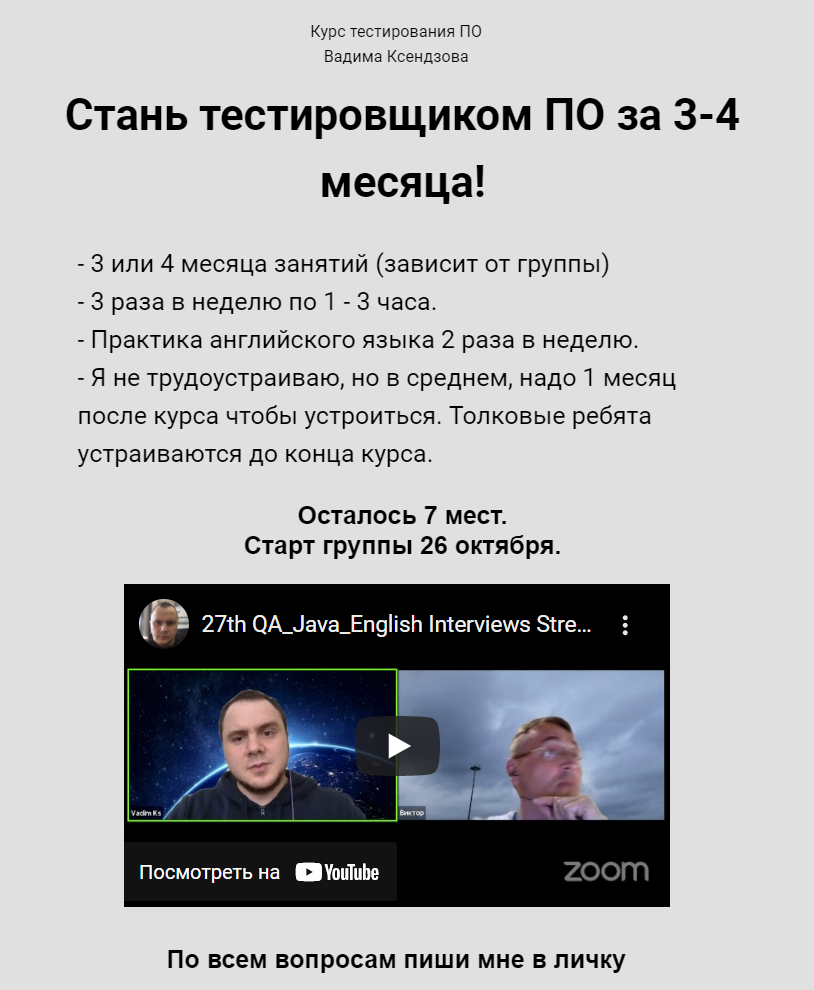 Курс тестирования ПО
Вадима Ксендзова
Стань тестировщиком ПО за 3-4
месяца!
- 3 или 4 месяца занятий (зависит от группы)
- 3 раза в неделю по 1 - 3 часа.
- Практика английского языка 2 раза в неделю.
- Я не трудоустраиваю, но в среднем, надо 1 месяц
после курса чтобы устроиться. Толковые ребята
устраиваются до конца курса.
Осталось 7 мест.
Старт группы 26 октября.
27th QA_Java_English Interviews Stre...
Vadim Ks
Виктор
Посмотреть на YouTube
zoom
По всем вопросам пиши мне в личку